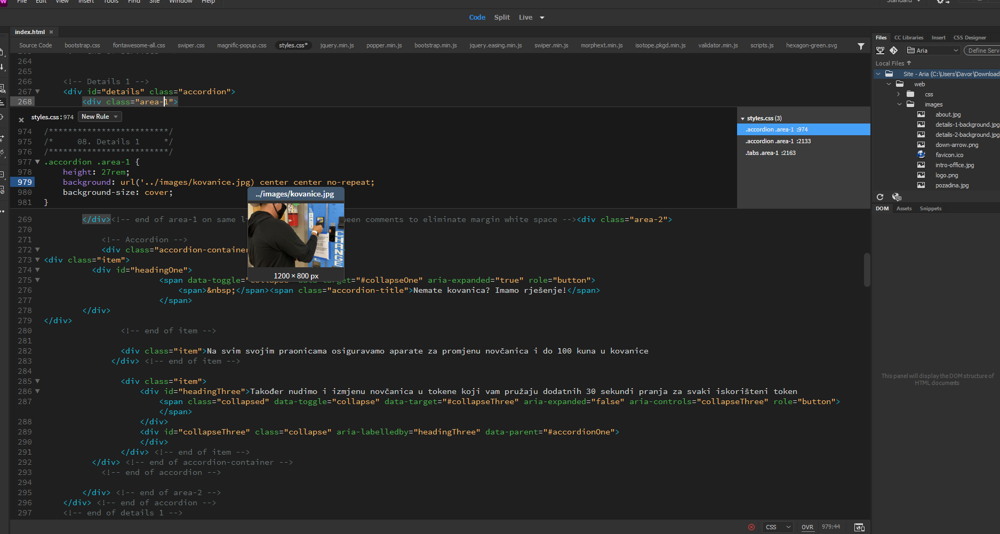 File Edit View Insert Tools Find Site Window Help
Standard
Code Split Live
index.html ×
Source Code bootstrap.css fontawesome-all.css swiper.css magnific-popup.css styles.css* jquery.min.js popper.min.js bootstrap.min.js jquery.easing.min.js swiper.min.js morphext.min.js isotope.pkgd.min.js validator.min.js scripts.js hexagon-green.svg
264
265
266 <!-- Details 1 -->
267 <div id="details" class="accordion">
268 <div class="area-1">
styles.css:974 New Rule
974 /*************************/
975 /* 08. Details 1 */
976 /*************************/
977 .accordion .area-1 {
978 height: 27rem;
979 background: url('../images/kovanice.jpg) center center no-repeat;
980 background-size: cover;
981 }
styles.css (3)
.accordion .area-1 :974
.accordion .area-1 :2133
.tabs .area-1 :2163
../images/kovanice.jpg
CHANGE
1200 × 800 px
269 </div><!-- end of area-1 on same l ween comments to eliminate margin white space --><div class="area-2">
270
271 <!-- Accordion -->
272 <div class="accordion-container
273 <div class="item">
274 <div id="headingOne">
275 <span data-toggle="collapse" data-target="#collapseOne" aria-expanded="true" role="button">
276 <span>&nbsp;</span><span class="accordion-title">Nemate kovanica? Imamo rješenje!</span>
277 </span>
278 </div>
279 </div>
280 <!-- end of item -->
281
282 <div class="item">Na svim svojim praonicama osiguravamo aparate za promjenu novčanica i do 100 kuna u kovanice
283 </div> <!-- end of item -->
284
285 <div class="item">
286 <div id="headingThree">Također nudimo i izmjenu novčanica u tokene koji vam pružaju dodatnih 30 sekundi pranja za svaki iskorišteni token
287 <span class="collapsed" data-toggle="collapse" data-target="#collapseThree" aria-expanded="false" aria-controls="collapseThree" role="button">
</span>
288 </div>
289 <div id="collapseThree" class="collapse" aria-labelledby="headingThree" data-parent="#accordionOne">
290 </div>
291 </div> <!-- end of item -->
292 </div> <!-- end of accordion-container -->
293 <!-- end of accordion -->
294
295 </div> <!-- end of area-2 -->
296 </div> <!-- end of accordion -->
297 <!-- end of details 1 -->
CSS OVR 979:44
Files CC Libraries Insert CSS Designer
Aria Define Serv
Local Files
Site - Aria (C:\Users\Davor\Download
web
css
images
about.jpg
details-1-background.jpg
details-2-background.jpg
down-arrow.png
favicon.ico
intro-office.jpg
logo.png
pozadina.jpg
DOM Assets Snippets
This panel will display the DOM structure of
HTML documents